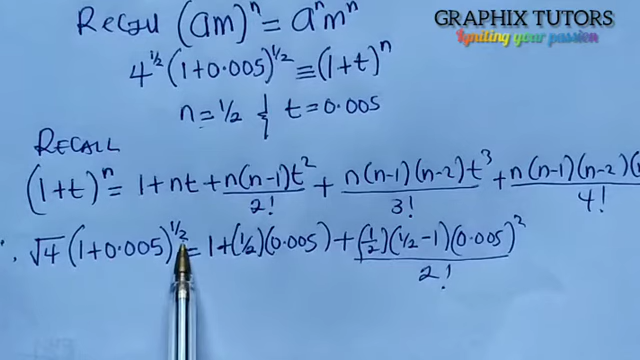 GRAPHIX TUTORS
Igniting your passion
Recall (am)ⁿ = aⁿmⁿ
4^½ (1+0.005)^½ ≡ (1+t)ⁿ
n = ½ { t = 0.005
RECALL
(1+t)ⁿ = 1 + nt + n(n-1)t²/2! + n(n-1)(n-2)t³/3! + n(n-1)(n-2)(/4!
∴ √4 (1+0.005)^½ = 1 + (½)(0.005) + (½)(½-1)(0.005)²/2!